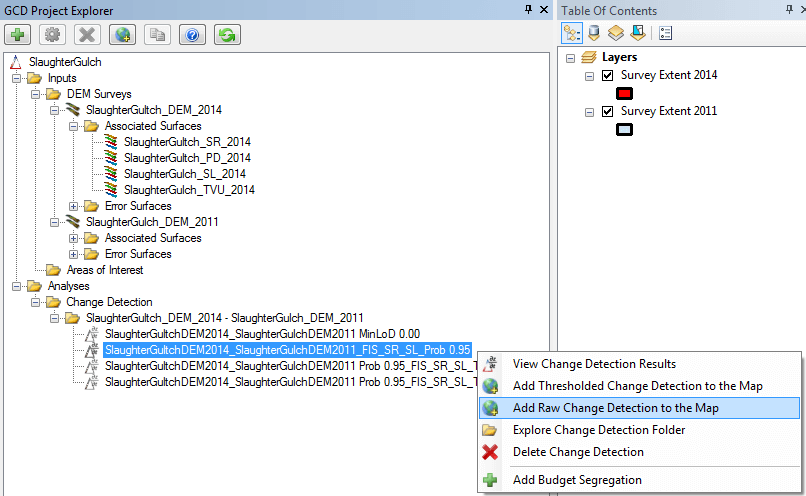 GCD Project Explorer
SlaughterGulch
Inputs
DEM Surveys
SlaughterGultch_DEM_2014
Associated Surfaces
SlaughterGultch_SR_2014
SlaughterGultch_PD_2014
SlaughterGulch_SL_2014
SlaughterGulch_TVU_2014
Error Surfaces
SlaughterGulch_DEM_2011
Associated Surfaces
Error Surfaces
Areas of Interest
Analyses
Change Detection
SlaughterGultch_DEM_2014 - SlaughterGulch_DEM_2011
SlaughterGultchDEM2014_SlaughterGultchDEM2011 MinLoD 0.00
SlaughterGultchDEM2014_SlaughterGultchDEM2011_FIS_SR_SL_Prob 0.95
SlaughterGultchDEM2014_SlaughterGultchDEM2011 Prob 0.95_FIS_SR_SL_T
SlaughterGultchDEM2014_SlaughterGultchDEM2011 Prob 0.95_FIS_SR_SL_T
Table Of Contents
Layers
Survey Extent 2014
Survey Extent 2011
View Change Detection Results
Add Thresholded Change Detection to the Map
Add Raw Change Detection to the Map
Explore Change Detection Folder
Delete Change Detection
Add Budget Segregation